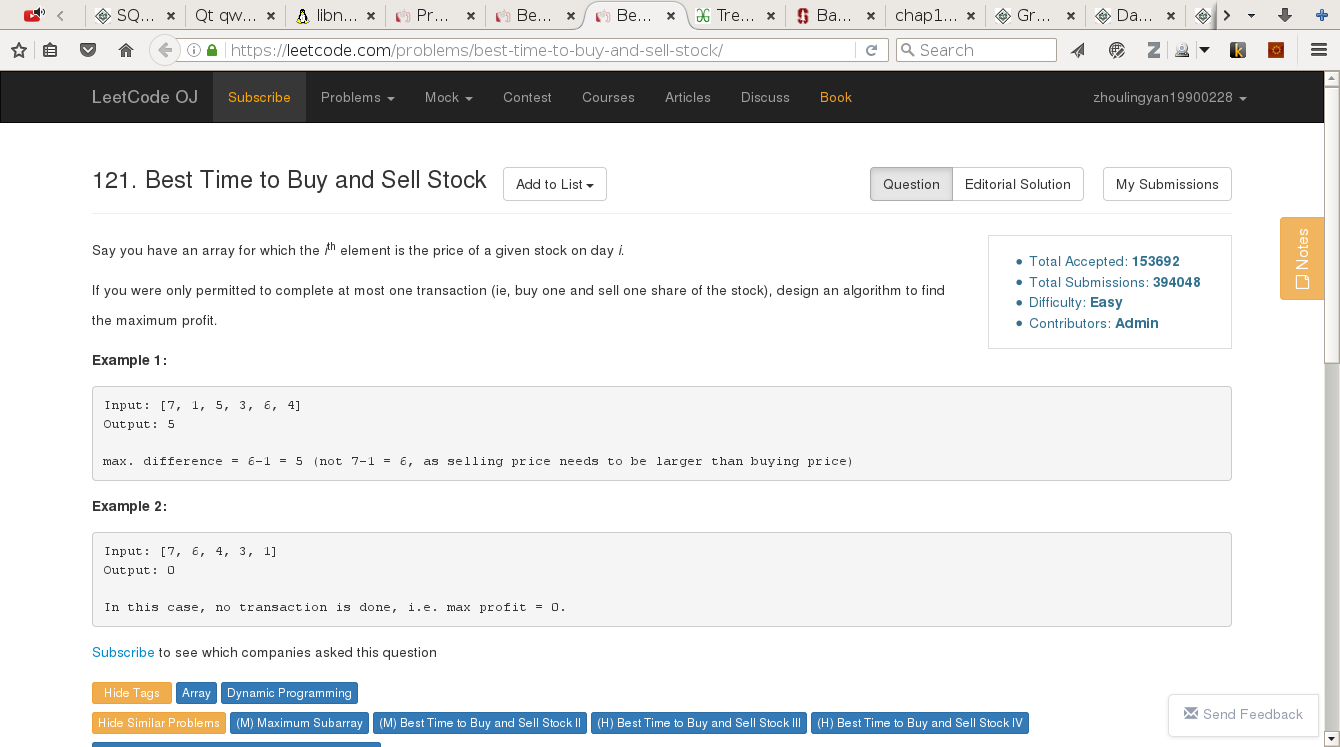 SQ... Qt qw... libn... Pr... Be... Be... Tre... Ba... chap1... Gr... Da...
https://leetcode.com/problems/best-time-to-buy-and-sell-stock/ Search
LeetCode OJ Subscribe Problems Mock Contest Courses Articles Discuss Book zhoulingyan19900228
121. Best Time to Buy and Sell Stock Add to List Question Editorial Solution My Submissions
Say you have an array for which the ith element is the price of a given stock on day i.
If you were only permitted to complete at most one transaction (ie, buy one and sell one share of the stock), design an algorithm to find
the maximum profit.
Total Accepted: 153692
Total Submissions: 394048
Difficulty: Easy
Contributors: Admin
Notes
Example 1:
Input: [7, 1, 5, 3, 6, 4]
Output: 5
max. difference = 6-1 = 5 (not 7-1 = 6, as selling price needs to be larger than buying price)
Example 2:
Input: [7, 6, 4, 3, 1]
Output: 0
In this case, no transaction is done, i.e. max profit = 0.
Subscribe to see which companies asked this question
Hide Tags Array Dynamic Programming
Hide Similar Problems (M) Maximum Subarray (M) Best Time to Buy and Sell Stock II (H) Best Time to Buy and Sell Stock III (H) Best Time to Buy and Sell Stock IV
Send Feedback